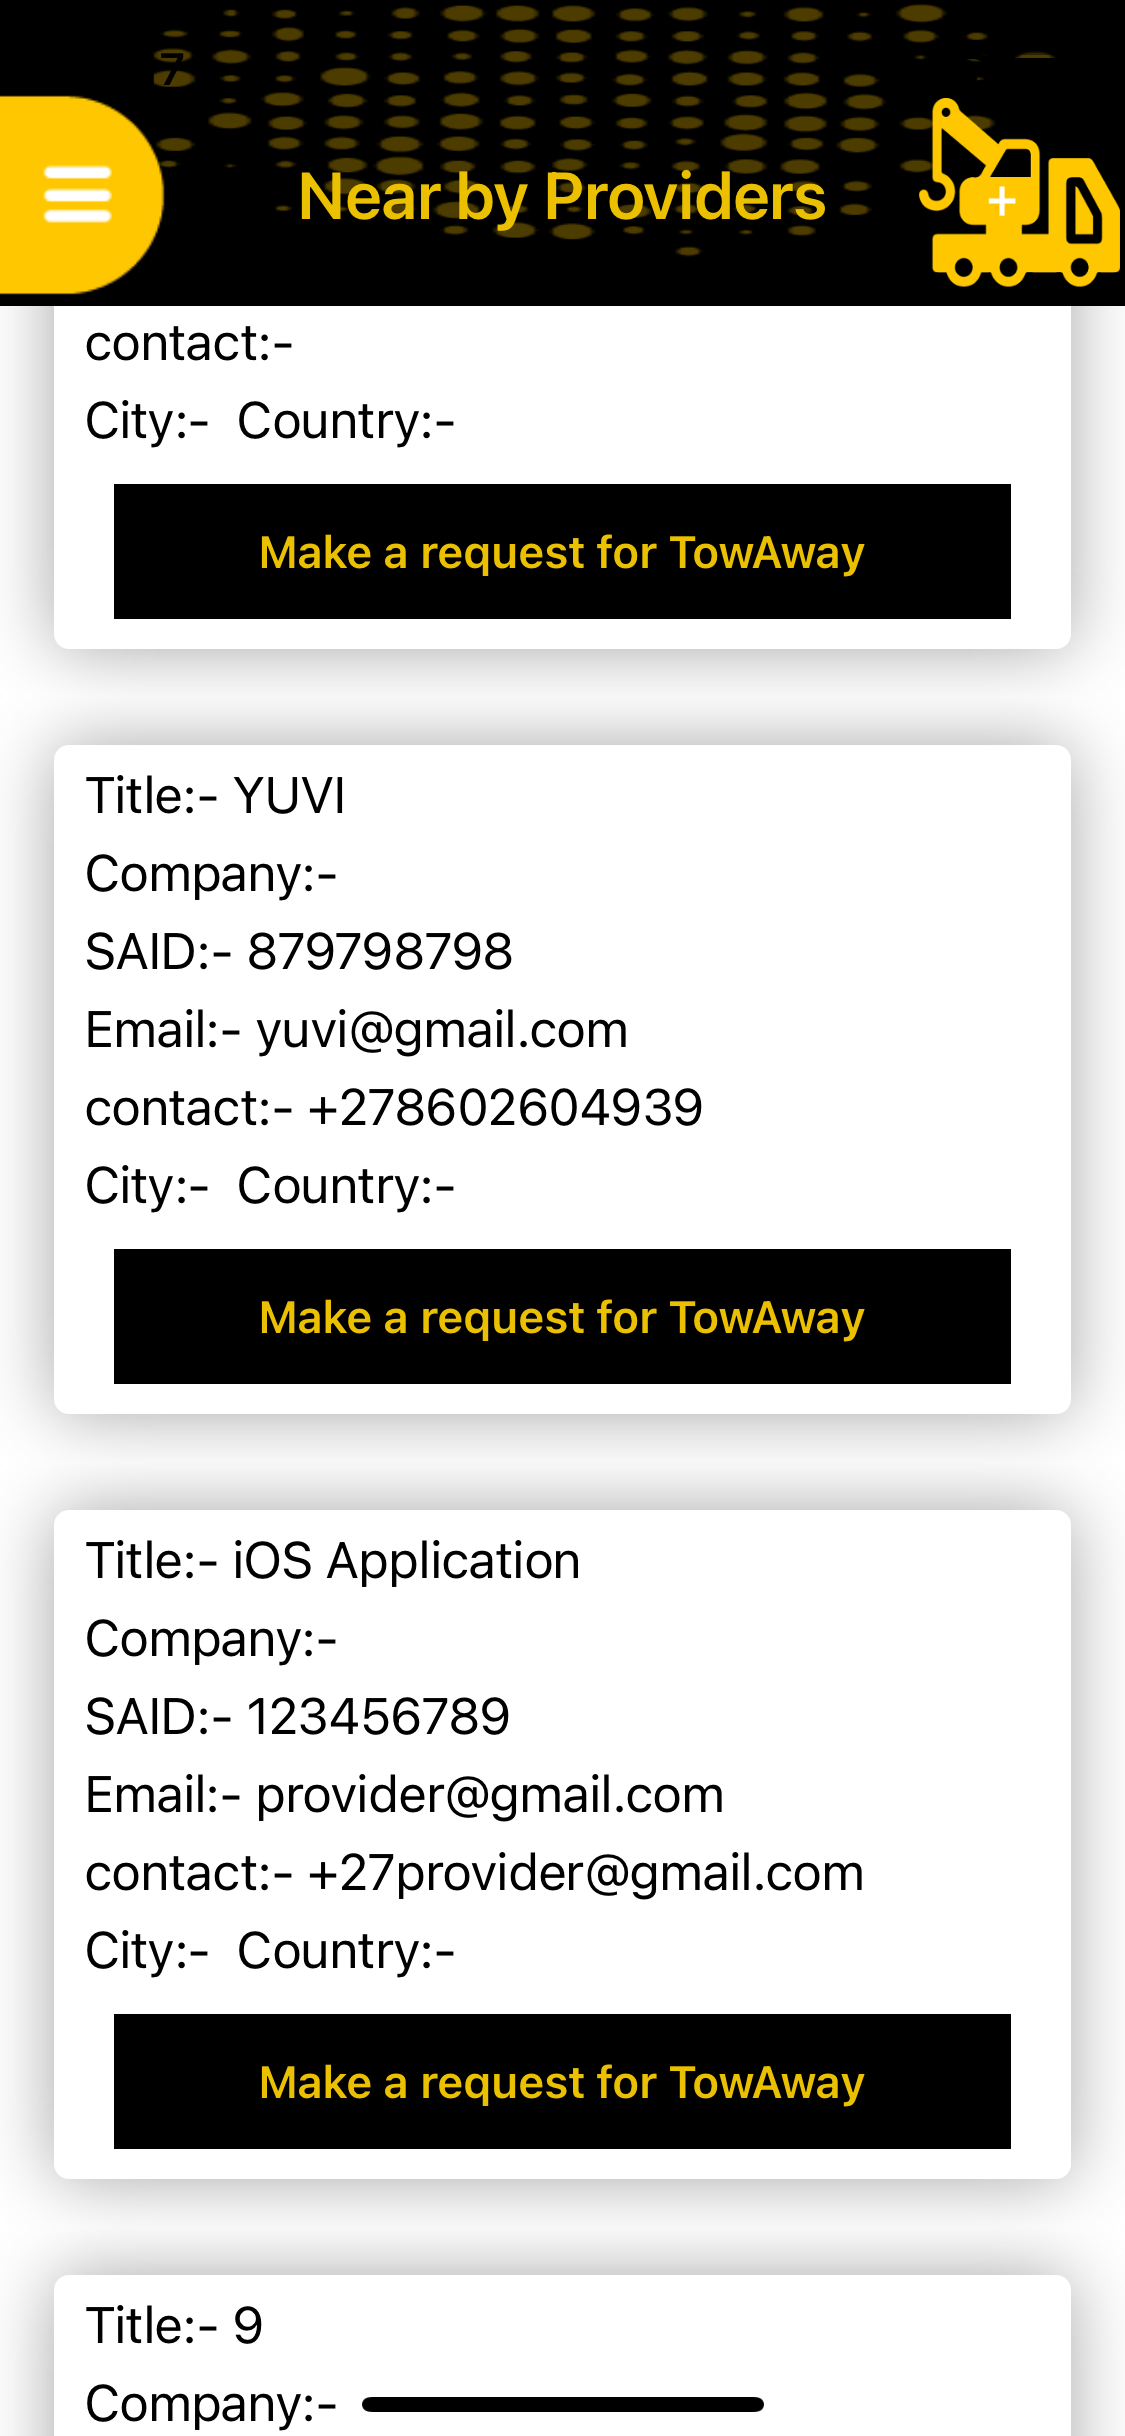 7
Near by Providers
contact:-
City:-  Country:-
Make a request for TowAway
Title:- YUVI
Company:-
SAID:- 879798798
Email:- yuvi@gmail.com
contact:- +278602604939
City:-  Country:-
Make a request for TowAway
Title:- iOS Application
Company:-
SAID:- 123456789
Email:- provider@gmail.com
contact:- +27provider@gmail.com
City:-  Country:-
Make a request for TowAway
Title:- 9
Company:-